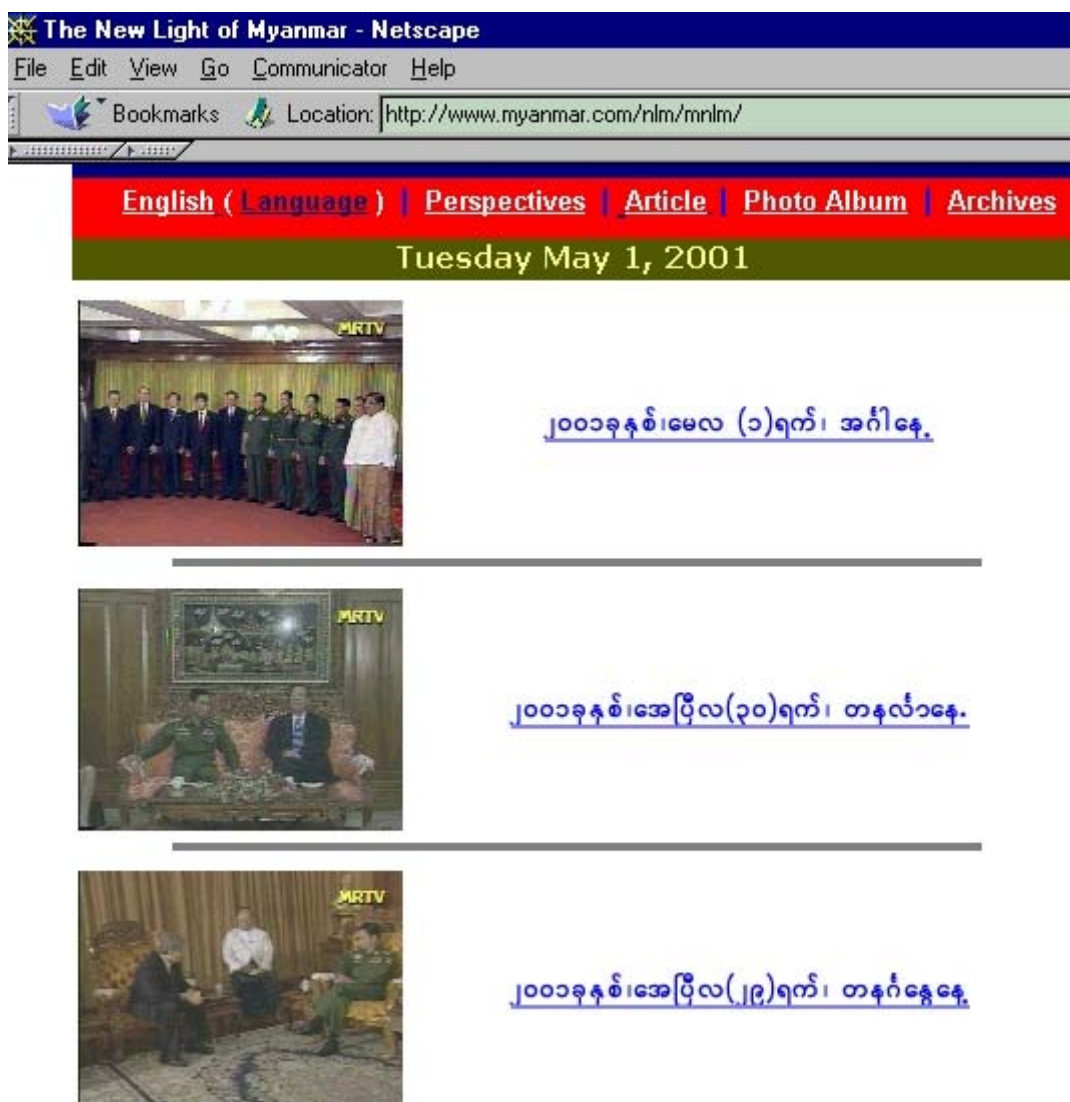 The New Light of Myanmar - Netscape
File Edit View Go Communicator Help
Bookmarks Location: http://www.myanmar.com/nlm/mnlm/
English ( Language ) | Perspectives | Article | Photo Album | Archives
Tuesday May 1, 2001
MRTV
၂၀၀၁ခုနှစ်၊မေလ (၁)ရက်၊ အင်္ဂါနေ့
MRTV
၂၀၀၁ခုနှစ်၊အေပြီလ(၃၀)ရက်၊ တနင်္လာနေ့
MRTV
၂၀၀၁ခုနှစ်၊အေပြီလ(၂၉)ရက်၊ တနင်္ဂနွေနေ့